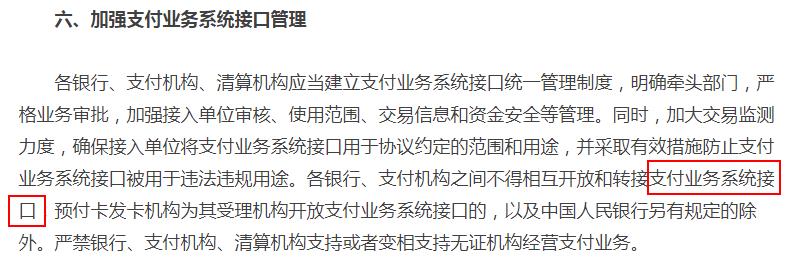 六、加强支付业务系统接口管理
各银行、支付机构、清算机构应当建立支付业务系统接口统一管理制度，明确牵头部门，严
格业务审批，加强接入单位审核、使用范围、交易信息和资金安全等管理。同时，加大交易监测
力度，确保接入单位将支付业务系统接口用于协议约定的范围和用途，并采取有效措施防止支付
业务系统接口被用于违法违规用途。各银行、支付机构之间不得相互开放和转接支付业务系统接
口 预付卡发卡机构为其受理机构开放支付业务系统接口的，以及中国人民银行另有规定的除
外。严禁银行、支付机构、清算机构支持或者变相支持无证机构经营支付业务。